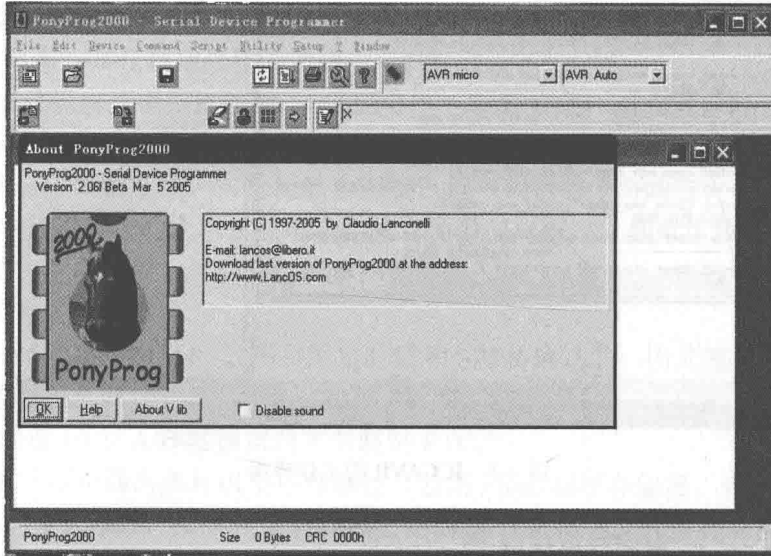 PonyProg2000 - Serial Device Programmer
File Edit Device Command Script Utility Setup ? Window
AVR micro
AVR Auto
About PonyProg2000
PonyProg2000 - Serial Device Programmer
Version 2.06l Beta Mar 5 2005
Copyright (C) 1997-2005 by Claudio Lanconelli
E-mail: lancos@libero.it
Download last version of PonyProg2000 at the address:
http://www.LancOS.com
2000
PonyProg
OK
Help
About V lib
Disable sound
PonyProg2000
Size 0 Bytes CRC 0000h